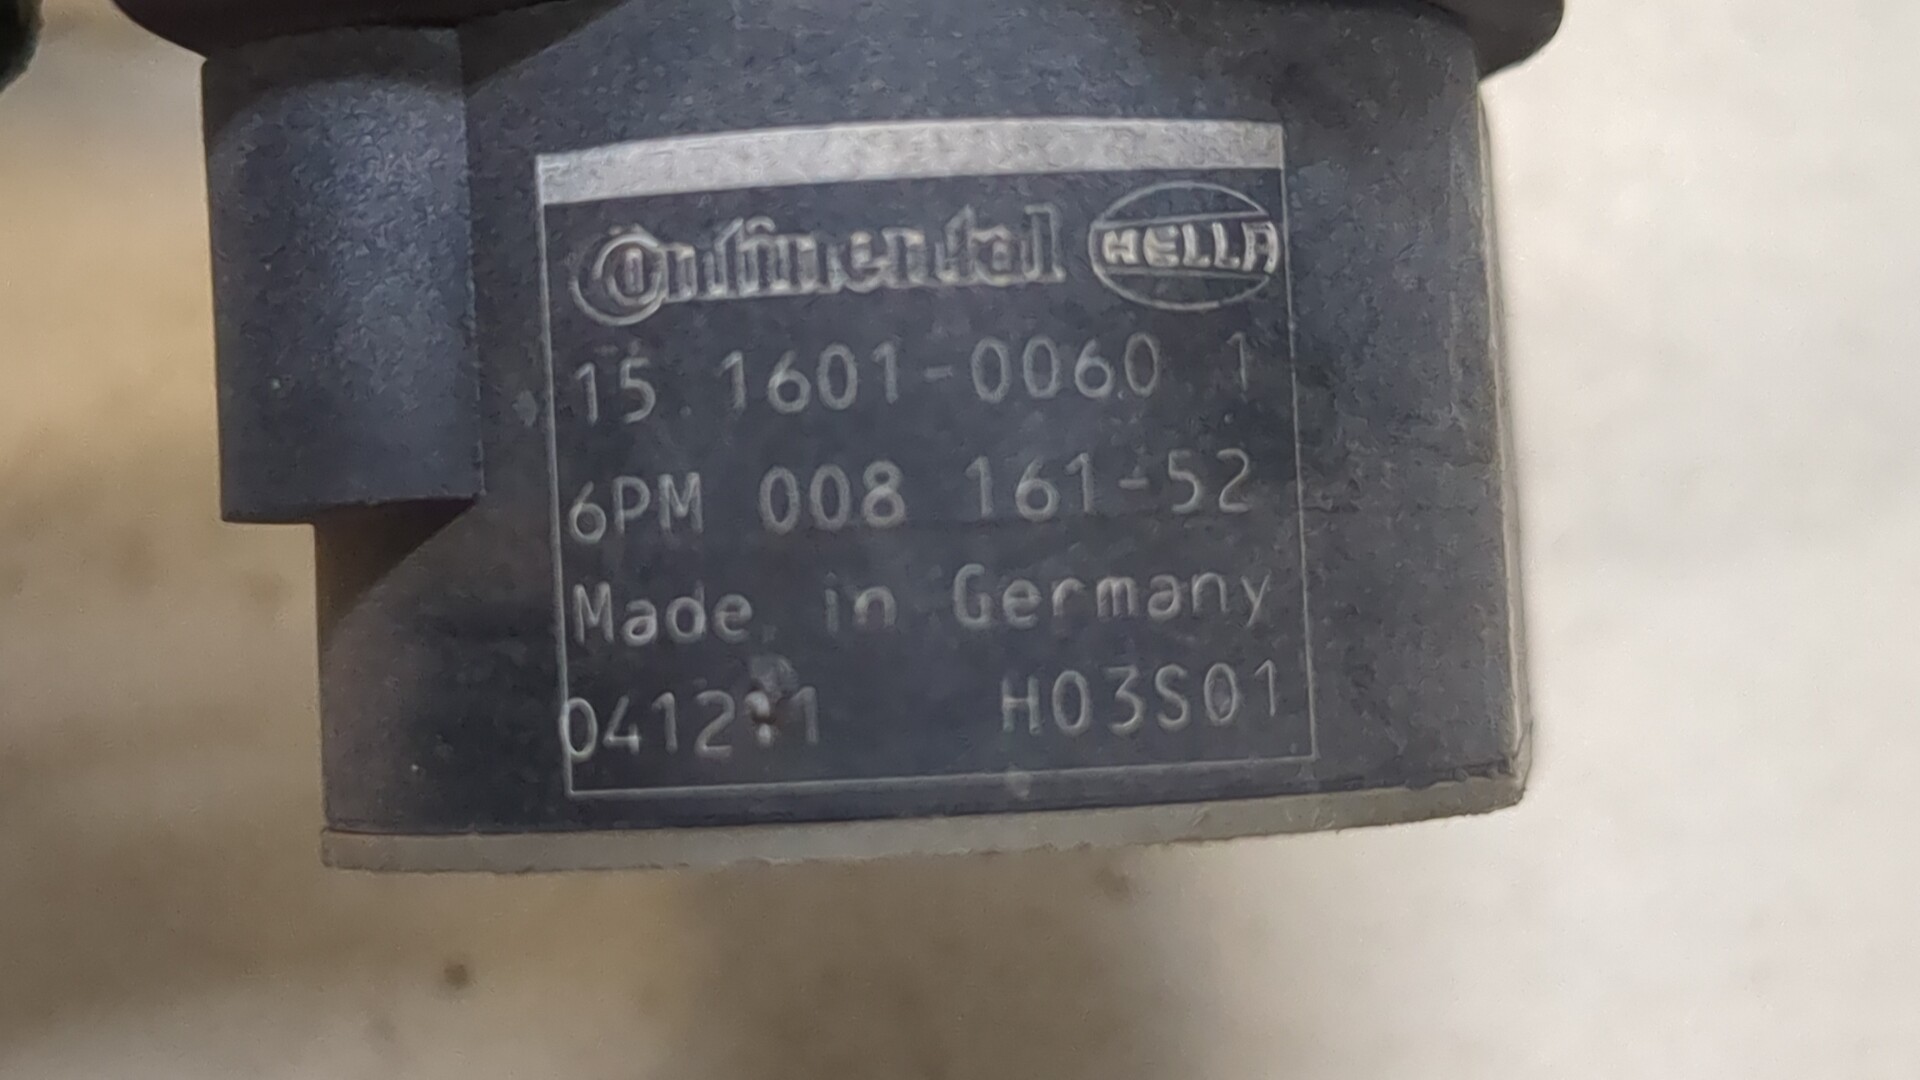 Continental HELLA
15.1601-0060.1
6PM 008 161-52
Made in Germany
H03S01